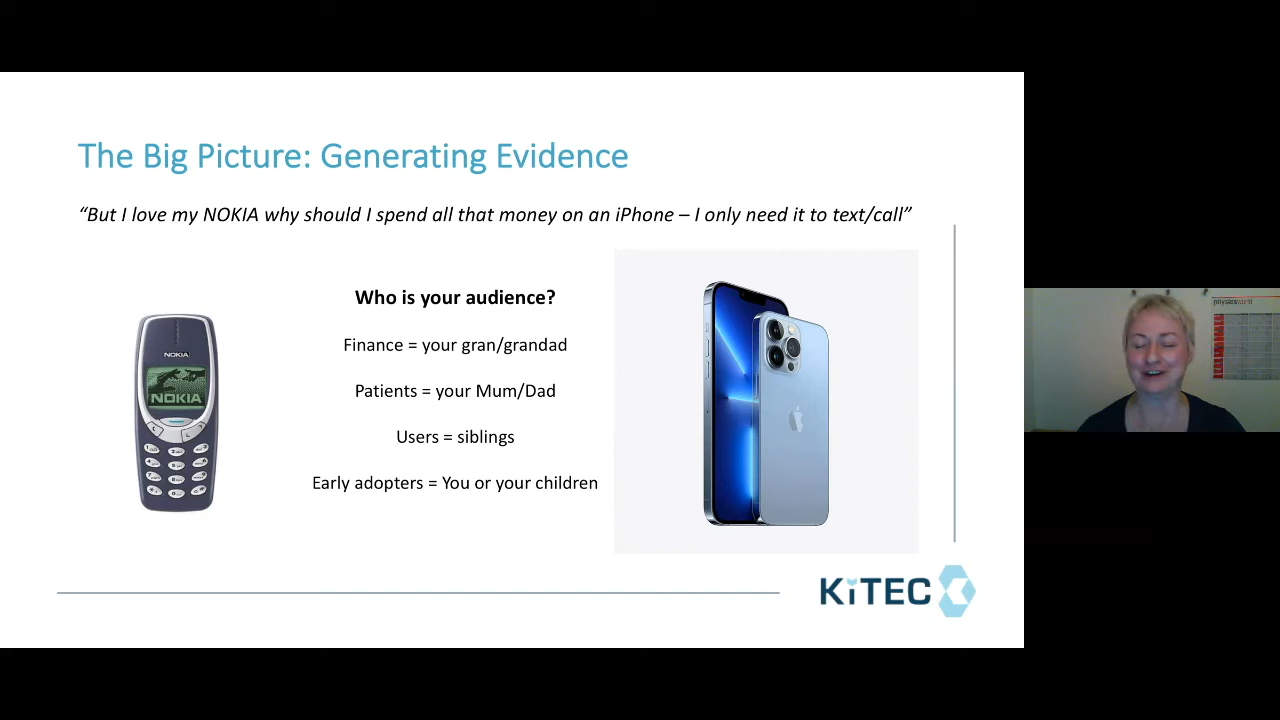 The Big Picture: Generating Evidence
“But I love my NOKIA why should I spend all that money on an iPhone – I only need it to text/call”
Who is your audience?
Finance = your gran/grandad
Patients = your Mum/Dad
Users = siblings
Early adopters = You or your children
NOKIA
NOKIA
KiTEC
physicsworld